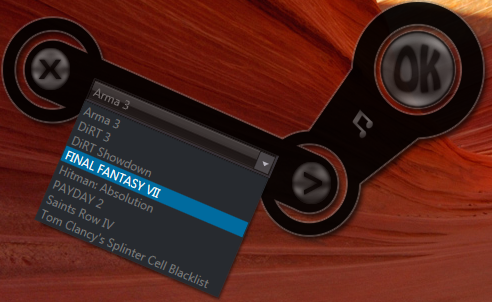 OK
X
Arma 3
Arma 3
DiRT 3
DiRT Showdown
FINAL FANTASY VII
Hitman: Absolution
PAYDAY 2
Saints Row IV
Tom Clancy's Splinter Cell Blacklist
>